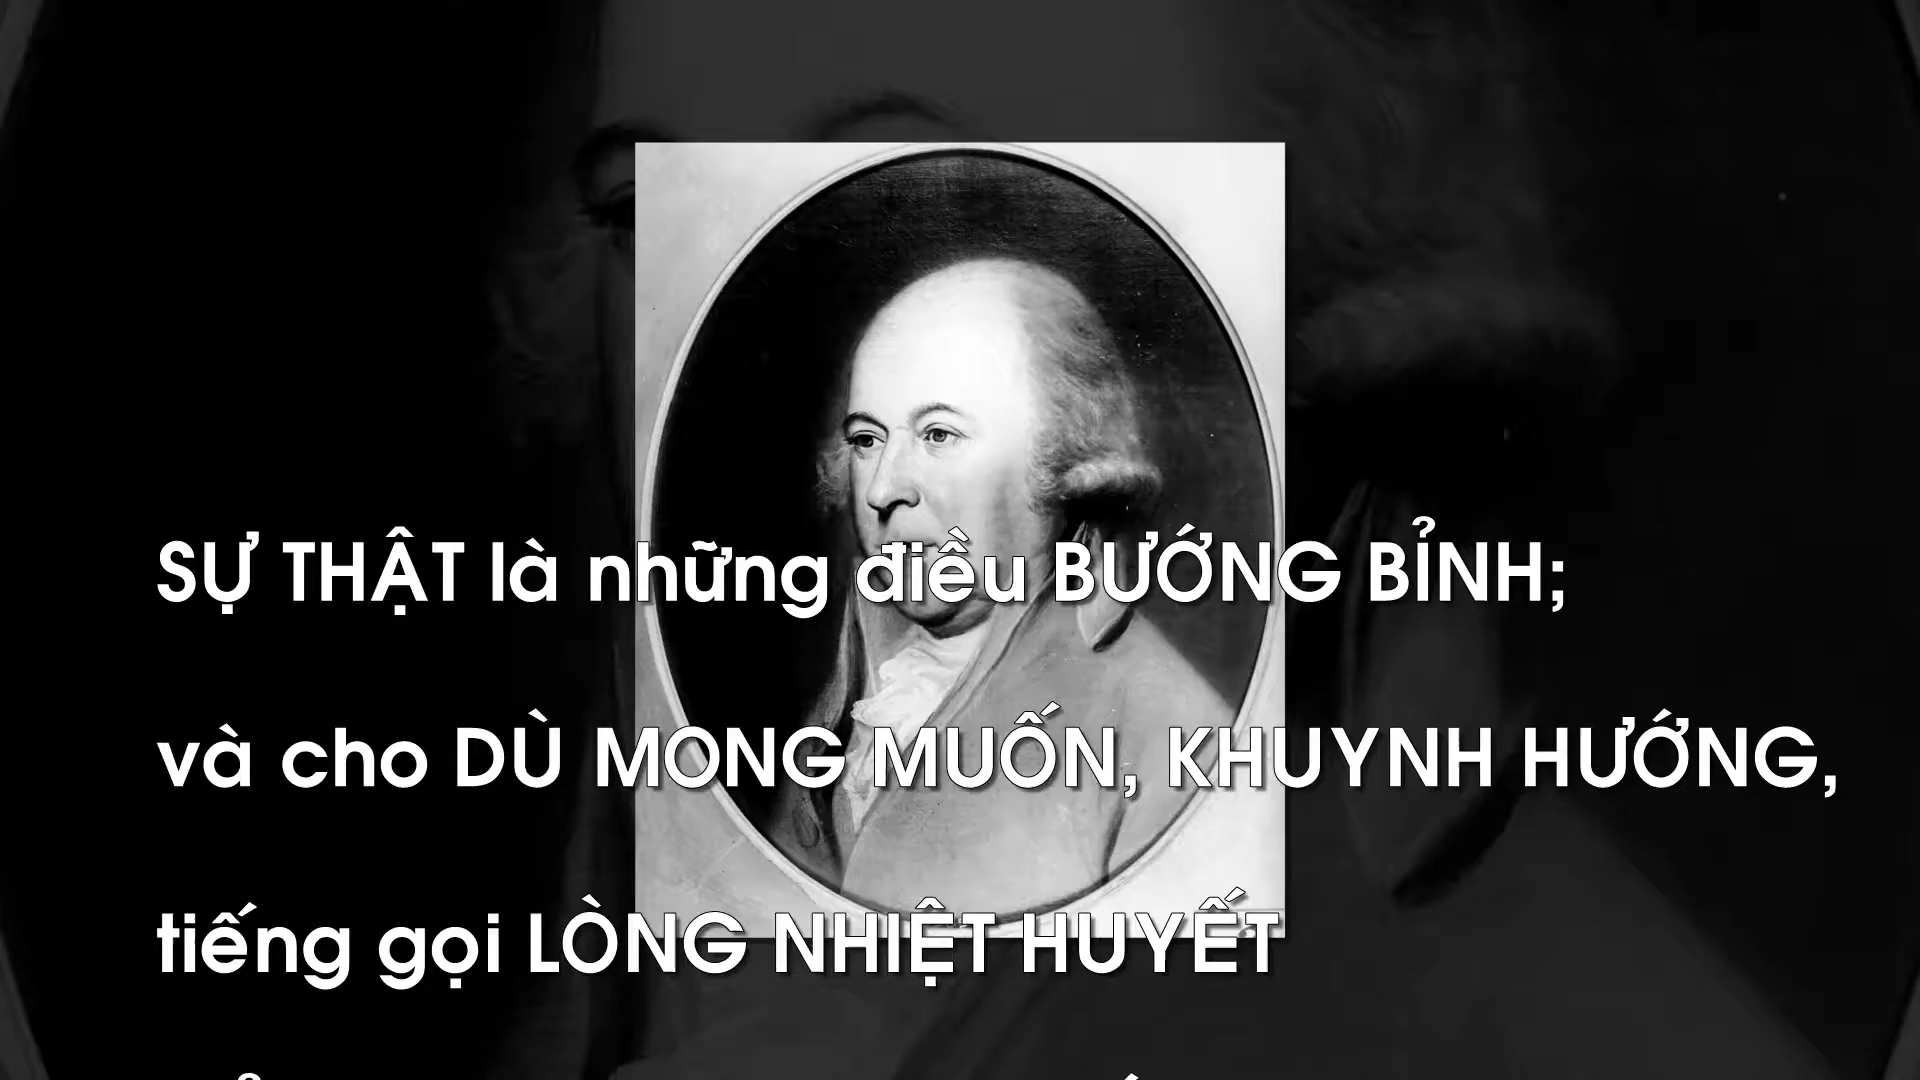 SỰ THẬT là những điều BƯỚNG BỈNH;
và cho DÙ MONG MUỐN, KHUYNH HƯỚNG,
tiếng gọi LÒNG NHIỆT HUYẾT